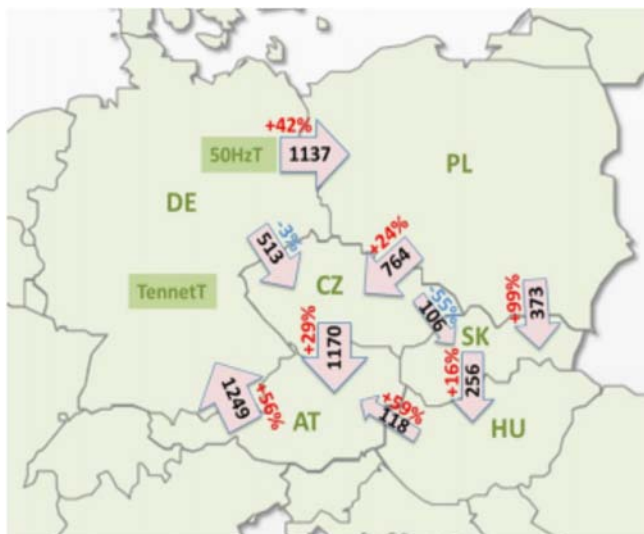 +42%
50HzT
1137
PL
DE
-3%
513
+24%
764
CZ
TennetT
-55%
106
+99%
373
SK
+29%
1170
+16%
256
1249
+56%
AT
+59%
118
HU